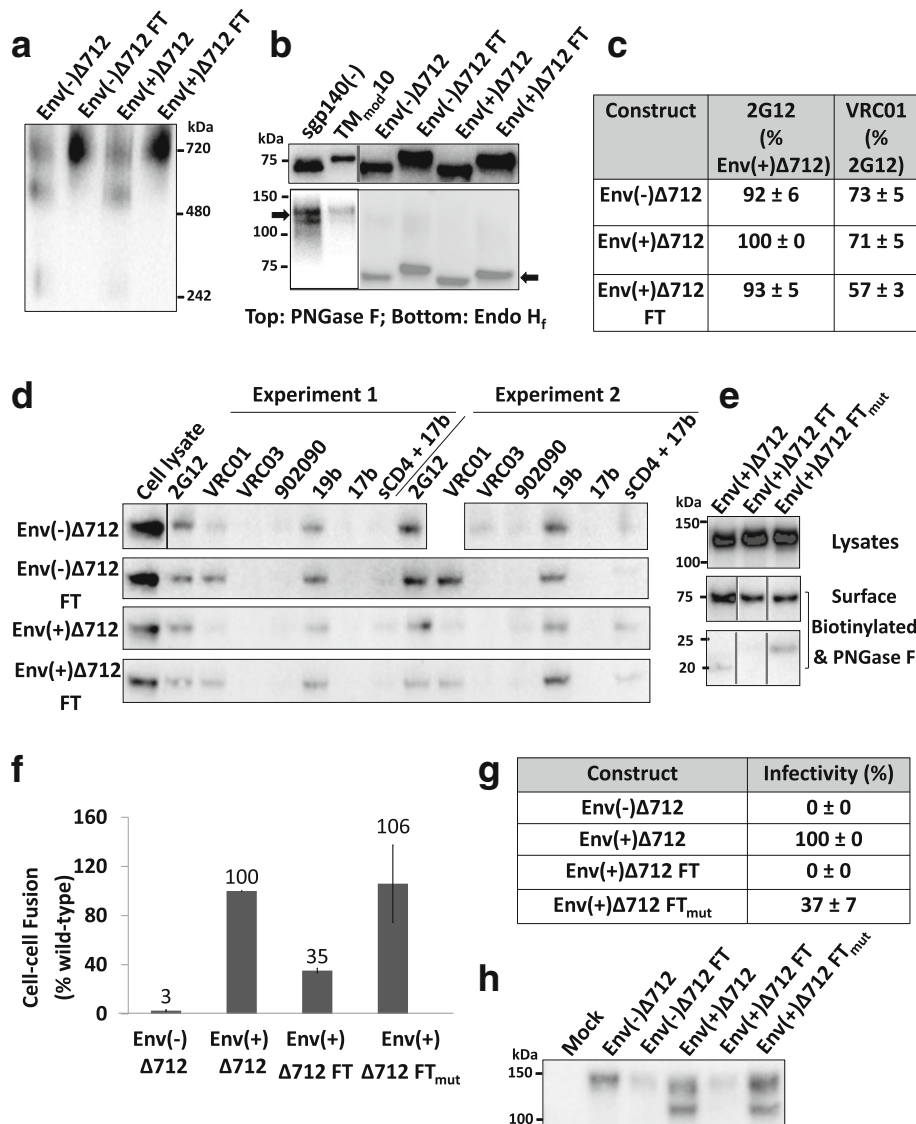 a
Env(-)Δ712
Env(-)Δ712 FT
Env(+)Δ712
Env(+)Δ712 FT
kDa
720
480
242
b
sgp140(-)
TMmod10
Env(-)Δ712
Env(-)Δ712 FT
Env(+)Δ712
Env(+)Δ712 FT
kDa
75
150
100
75
Top: PNGase F; Bottom: Endo Hf
c
Construct
2G12
(%
Env(+)Δ712)
VRC01
(%
2G12)
Env(-)Δ712
92 ± 6
73 ± 5
Env(+)Δ712
100 ± 0
71 ± 5
Env(+)Δ712
FT
93 ± 5
57 ± 3
d
Experiment 1
Experiment 2
Cell lysate
2G12
VRC01
VRC03
902090
19b
17b
sCD4 + 17b
2G12
VRC01
VRC03
902090
19b
17b
sCD4 + 17b
Env(-)Δ712
Env(-)Δ712
FT
Env(+)Δ712
Env(+)Δ712
FT
e
Env(+)Δ712
Env(+)Δ712 FT
Env(+)Δ712 FTmut
kDa
150
100
Lysates
75
25
20
Surface
Biotinylated
& PNGase F
f
Cell-cell Fusion
(% wild-type)
160
120
80
40
0
3
100
35
106
Env(-)
Δ712
Env(+)
Δ712
Env(+)
Δ712 FT
Env(+)
Δ712 FTmut
g
Construct
Infectivity (%)
Env(-)Δ712
0 ± 0
Env(+)Δ712
100 ± 0
Env(+)Δ712 FT
0 ± 0
Env(+)Δ712 FTmut
37 ± 7
h
Mock
Env(-)Δ712
Env(-)Δ712 FT
Env(+)Δ712
Env(+)Δ712 FT
Env(+)Δ712 FTmut
kDa
150
100